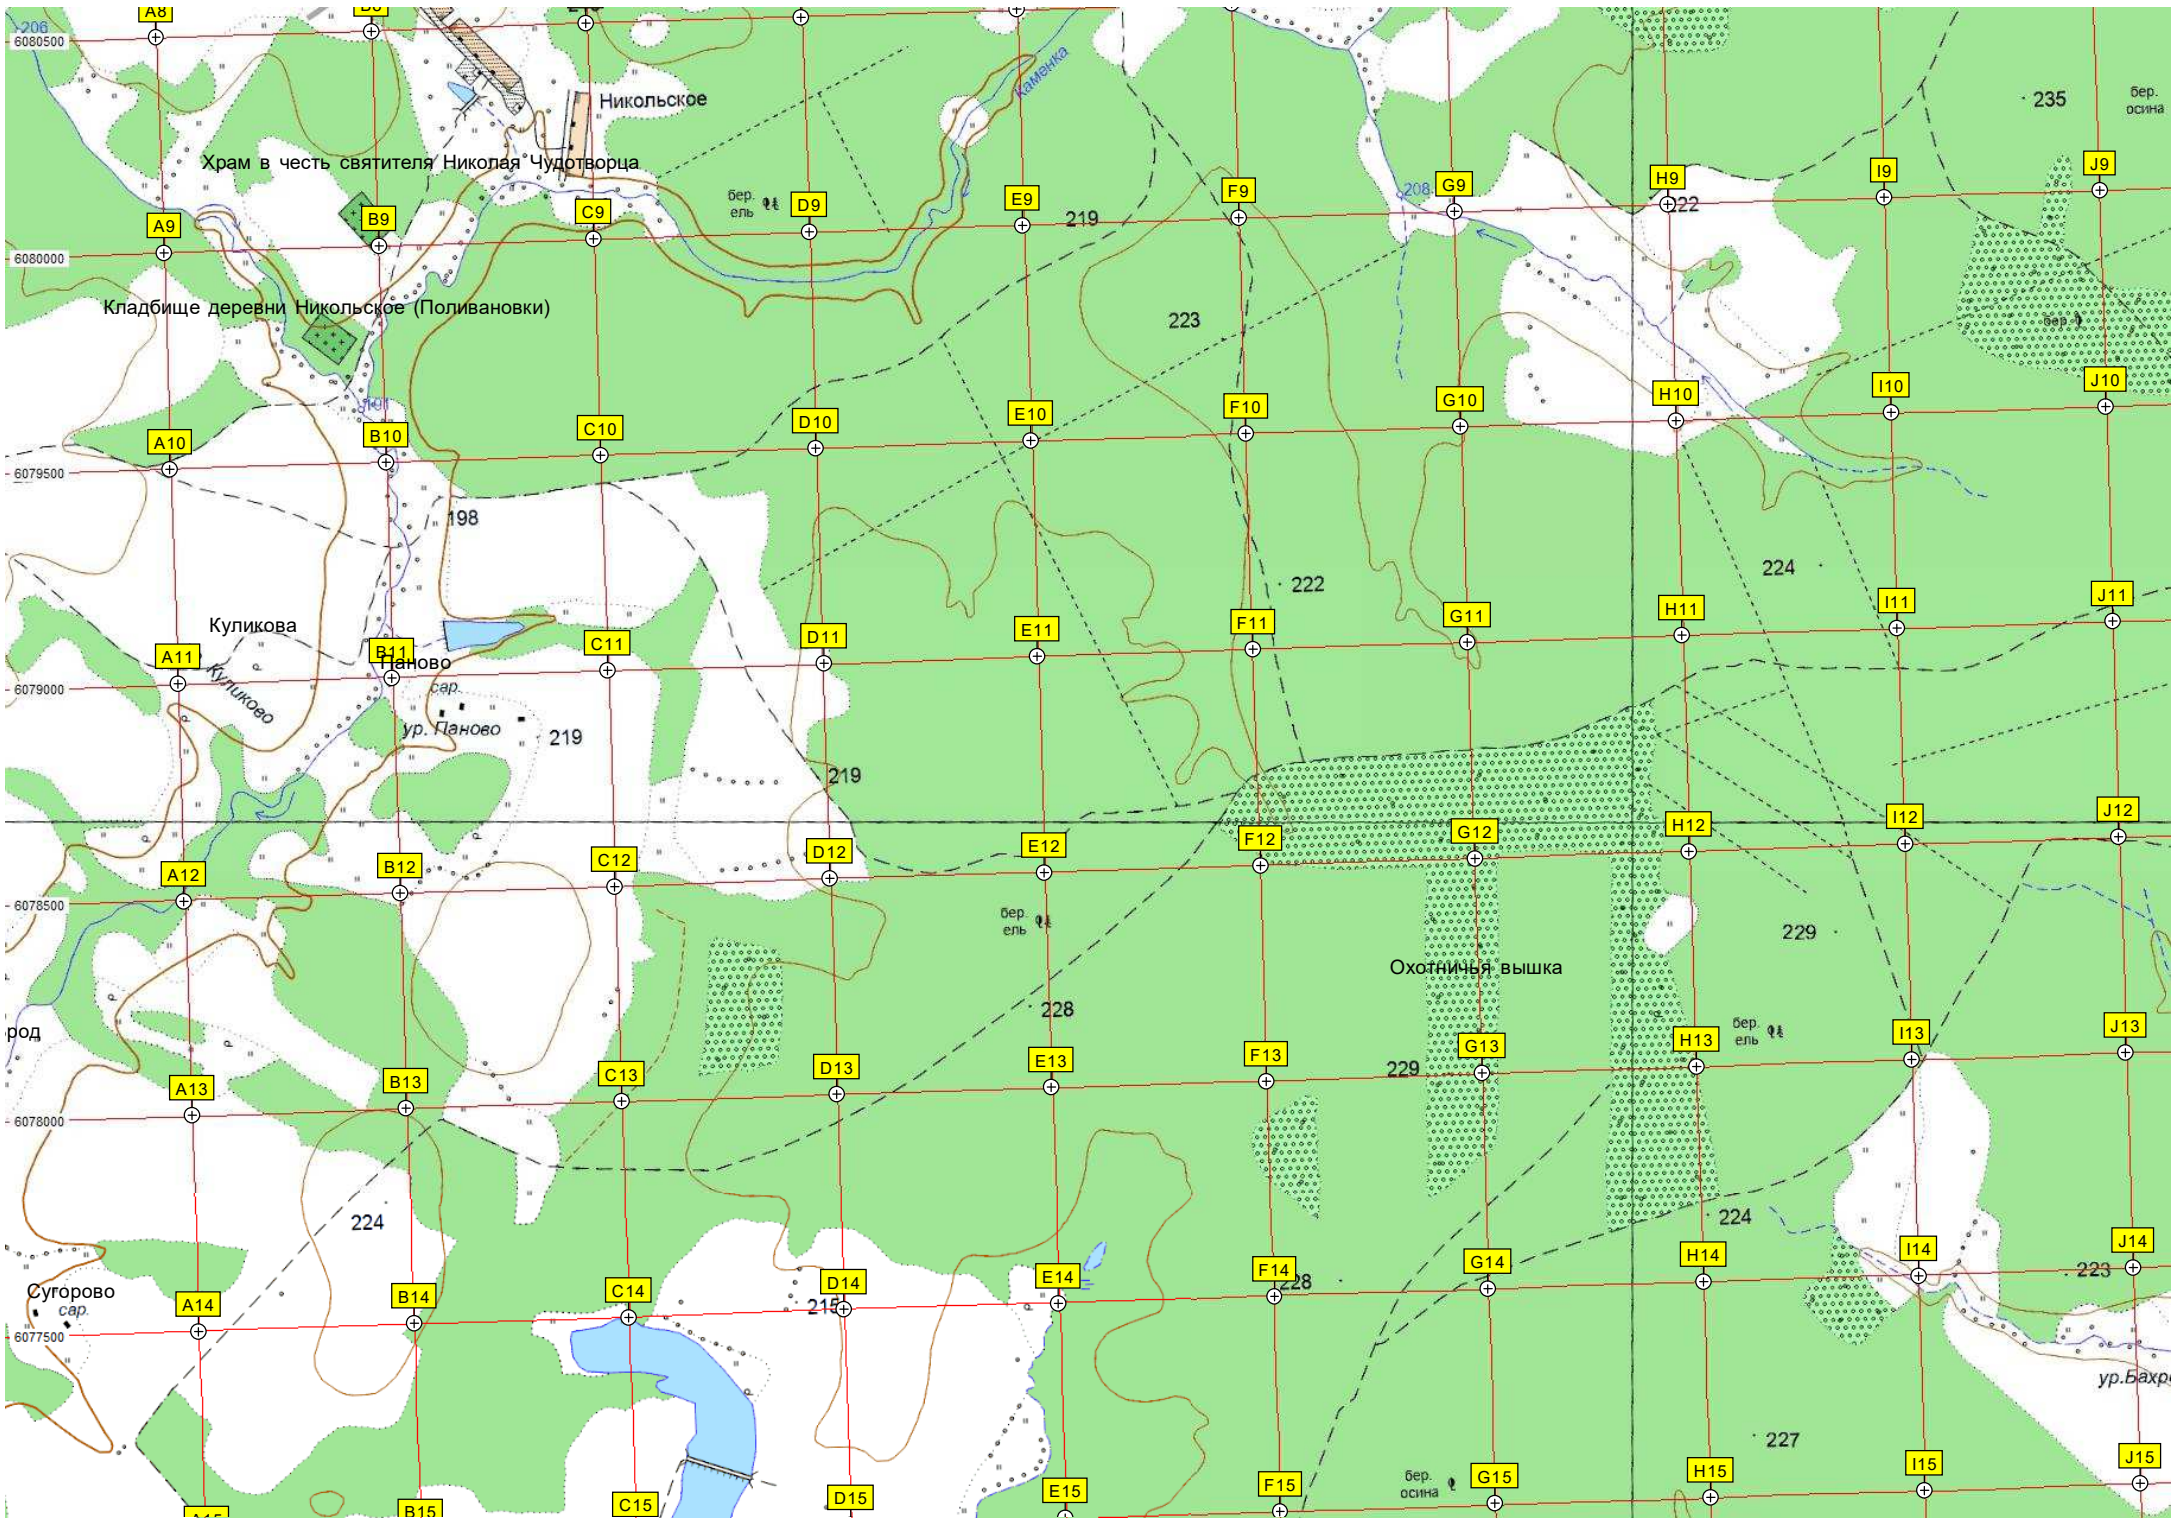 A8
206
6080500
Каменка
Никольское
235
бер.
осина
Храм в честь святителя Николая Чудотворца
J9
H9
I9
G9
208
F9
E9
D9
бер.
ель
C9
B9
A9
219
222
6080000
Кладбище деревни Никольское (Поливановки)
223
бер.
J10
I10
H10
G10
F10
E10
D10
C10
B10
A10
191
6079500
198
224
222
J11
I11
H11
G11
F11
E11
D11
C11
B11
A11
Куликова
Паново
6079000
Куликово
сар.
ур. Паново
219
219
J12
I12
H12
G12
F12
E12
D12
C12
B12
A12
6078500
бер.
ель
229
Охотничья вышка
228
род
бер.
ель
J13
I13
H13
G13
F13
E13
D13
C13
B13
A13
229
6078000
224
224
J14
I14
H14
G14
F14
E14
D14
C14
B14
A14
223
228
215
Сугорово
сар.
6077500
ур.Бахр
227
бер.
осина
J15
I15
H15
G15
F15
E15
D15
C15
B15
A15